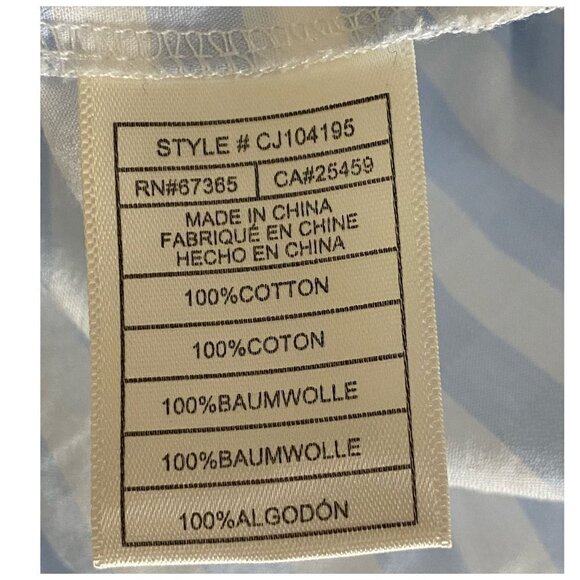 STYLE # CJ104195
RN#67365 CA#25459
MADE IN CHINA
FABRIQUÉ EN CHINE
HECHO EN CHINA
100%COTTON
100%COTON
100%BAUMWOLLE
100%BAUMWOLLE
100%ALGODÓN